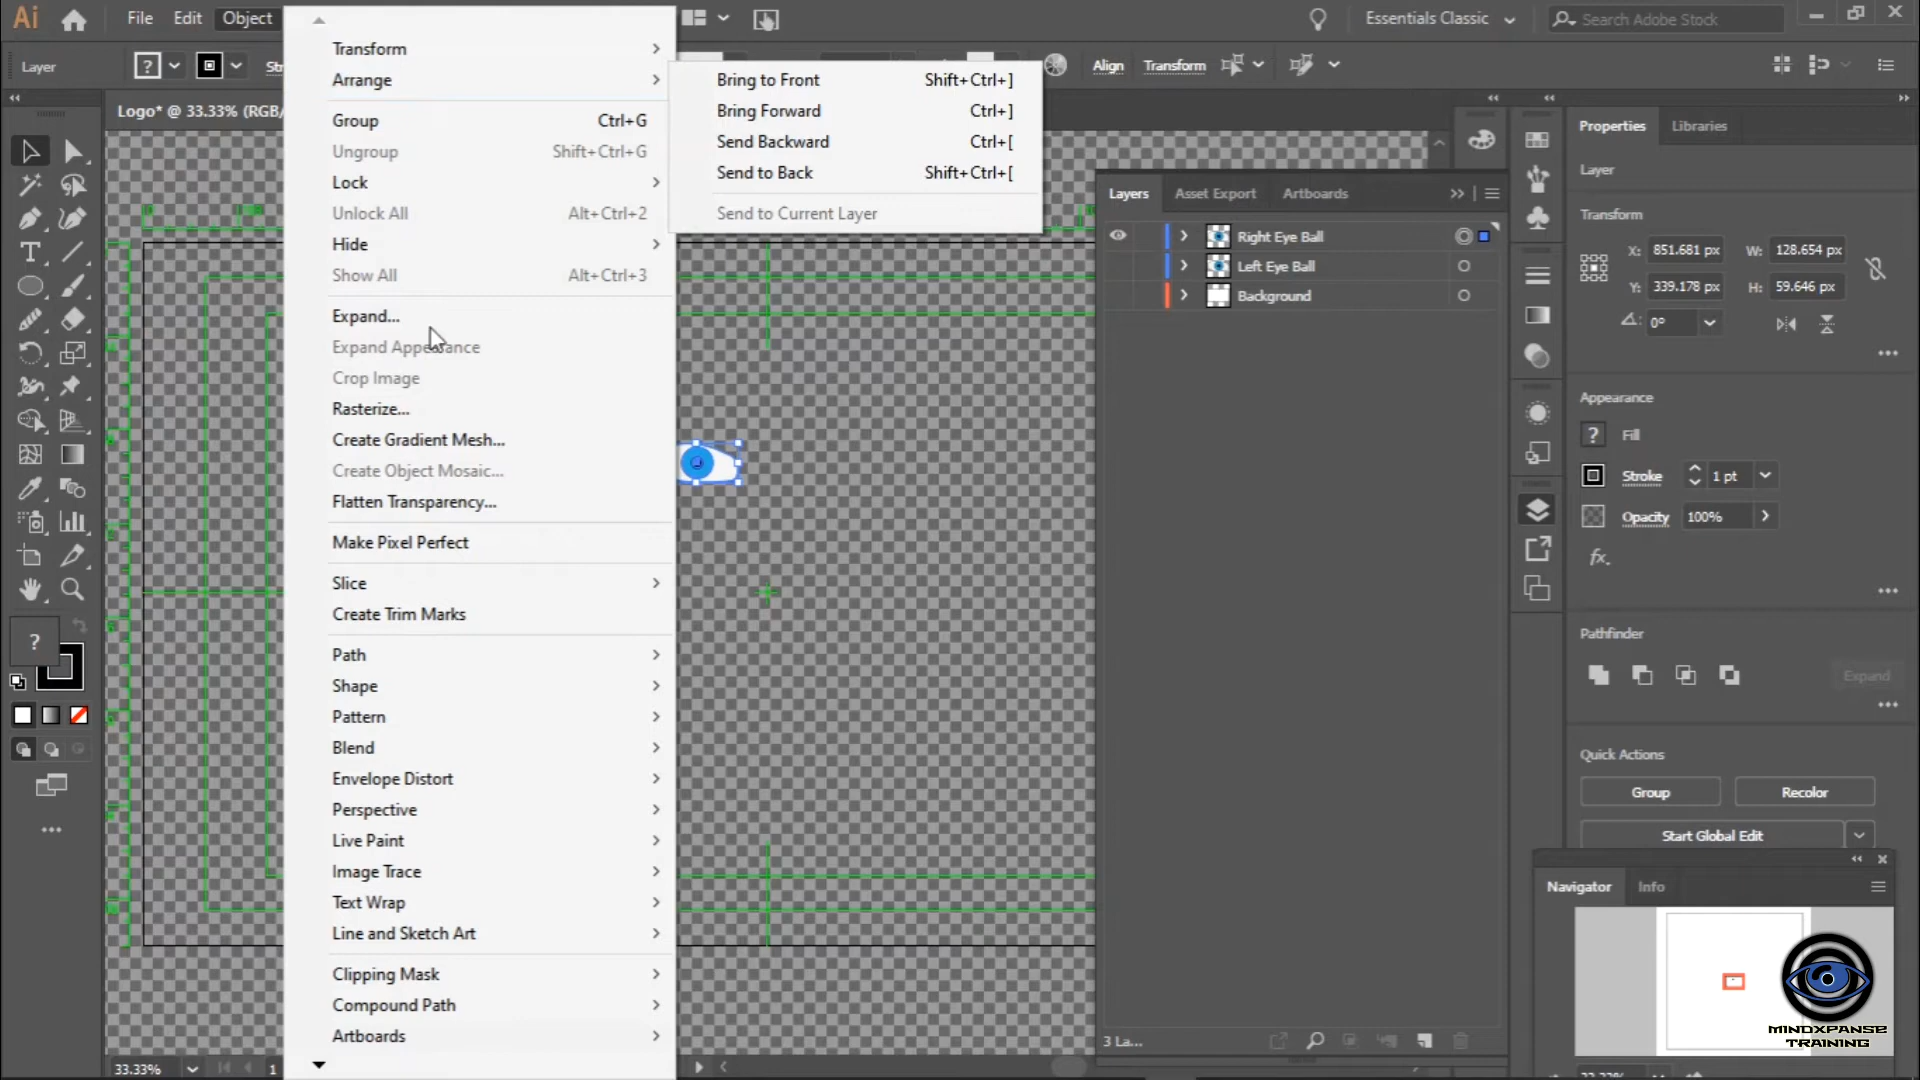 Ai
File Edit Object
Essentials Classic
Search Adobe Stock
Layer
?
Align Transform
Logo* @ 33.33% (RGB/
Transform
Arrange
Group Ctrl+G
Ungroup Shift+Ctrl+G
Lock
Unlock All Alt+Ctrl+2
Hide
Show All Alt+Ctrl+3
Expand...
Expand Appearance
Crop Image
Rasterize...
Create Gradient Mesh...
Create Object Mosaic...
Flatten Transparency...
Make Pixel Perfect
Slice
Create Trim Marks
Path
Shape
Pattern
Blend
Envelope Distort
Perspective
Live Paint
Image Trace
Text Wrap
Line and Sketch Art
Clipping Mask
Compound Path
Artboards
Bring to Front Shift+Ctrl+]
Bring Forward Ctrl+]
Send Backward Ctrl+[
Send to Back Shift+Ctrl+[
Send to Current Layer
Layers Asset Export Artboards
Right Eye Ball
Left Eye Ball
Background
3 La...
Properties Libraries
Layer
Transform
X: 851.681 px W: 128.654 px
Y: 339.178 px H: 59.646 px
0°
Appearance
? Fill
Stroke 1 pt
Opacity 100%
fx.
Pathfinder
Expand
Quick Actions
Group Recolor
Start Global Edit
Navigator Info
MINDXPANSE
TRAINING
?
33.33% 1
33.33%